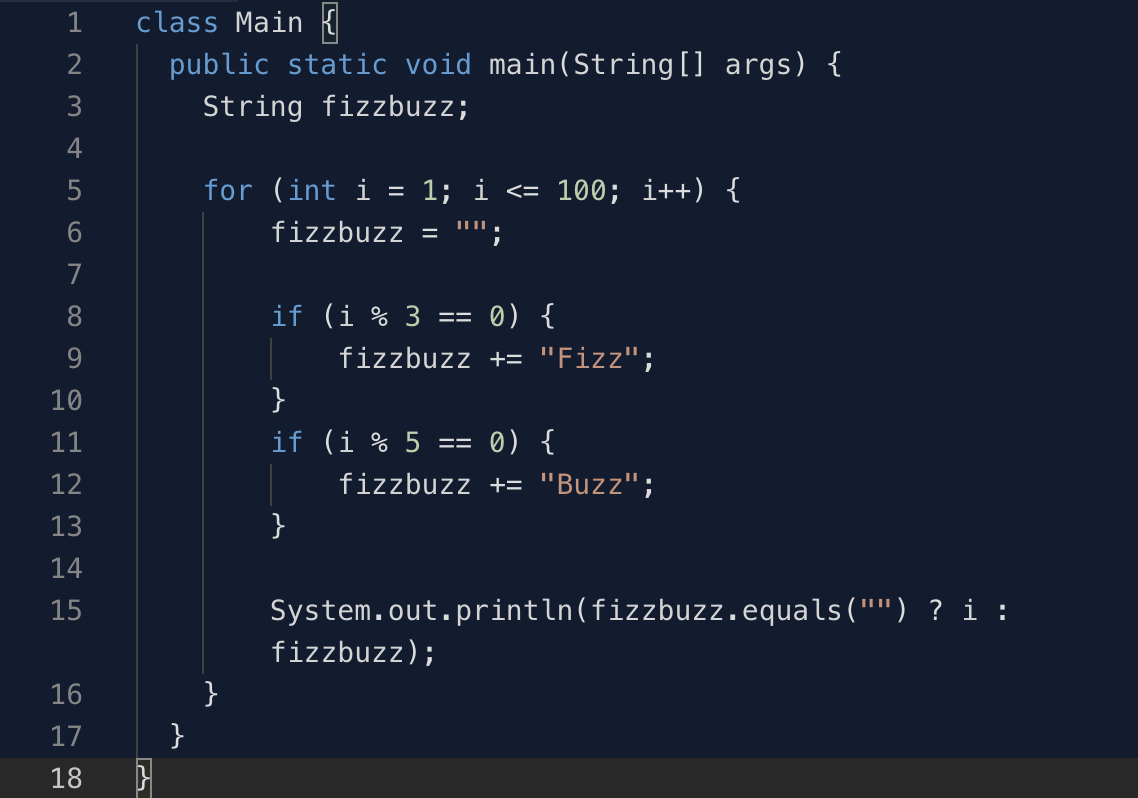 1 class Main {
2 public static void main(String[] args) {
3 String fizzbuzz;
4
5 for (int i = 1; i <= 100; i++) {
6 fizzbuzz = "";
7
8 if (i % 3 == 0) {
9 fizzbuzz += "Fizz";
10 }
11 if (i % 5 == 0) {
12 fizzbuzz += "Buzz";
13 }
14
15 System.out.println(fizzbuzz.equals("") ? i :
fizzbuzz);
16 }
17 }
18 }